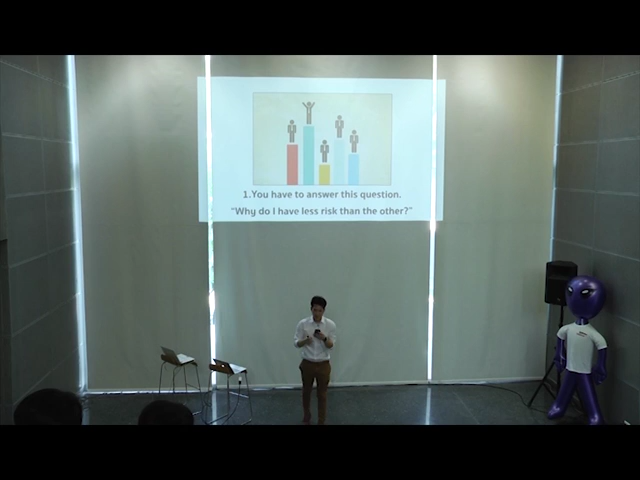 1.You have to answer this question.
"Why do I have less risk than the other?"